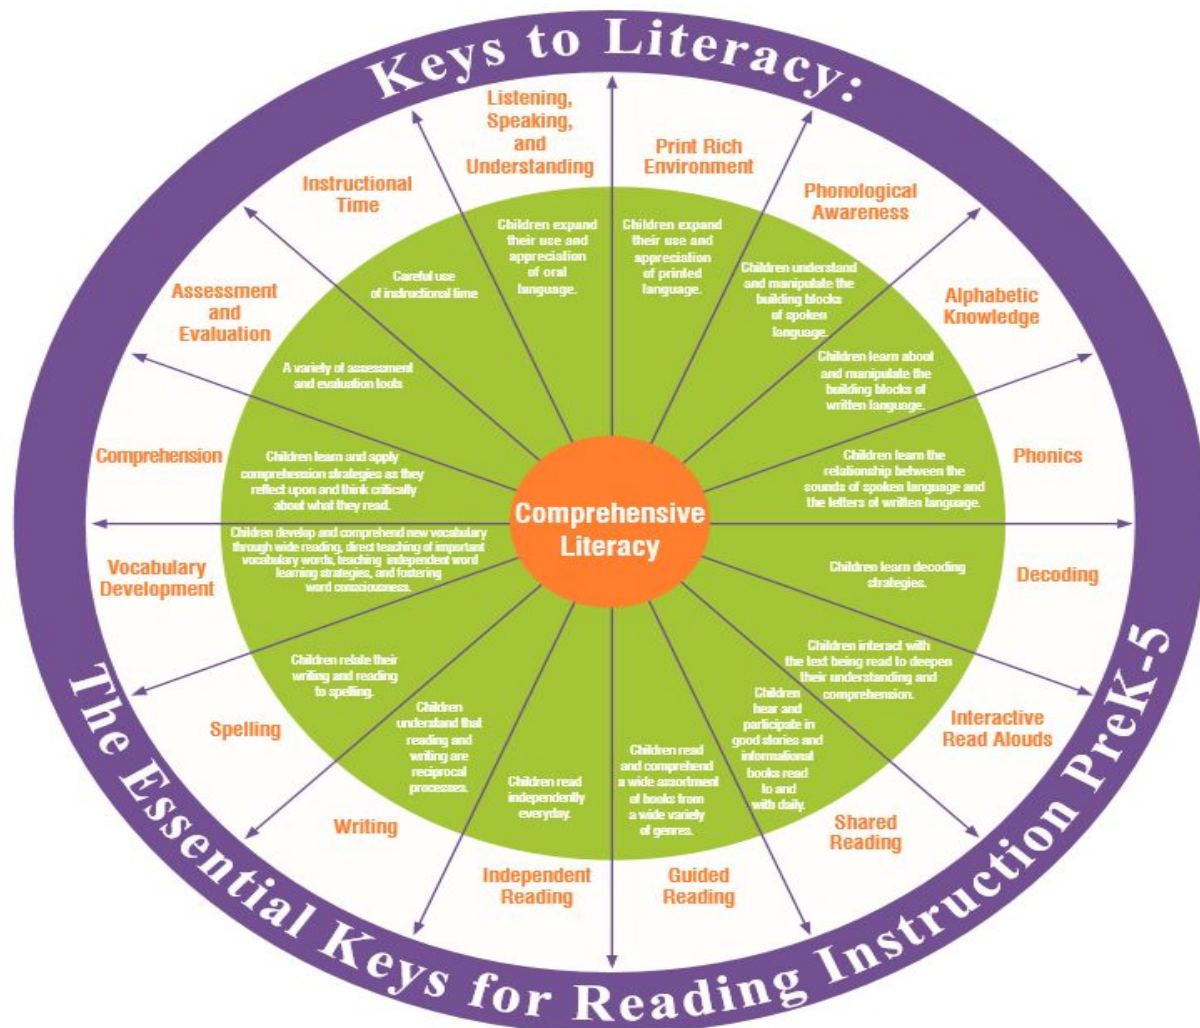 Keys to Literacy:
The Essential Keys for Reading Instruction PreK-5
Comprehensive
Literacy
Listening,
Speaking,
and
Understanding
Children expand
their use and
appreciation
of oral
language.
Print Rich
Environment
Children expand
their use and
appreciation
of printed
language.
Phonological
Awareness
Children understand
and manipulate the
building blocks
of spoken
language.
Alphabetic
Knowledge
Children learn about
and manipulate the
building blocks of
written language.
Phonics
Children learn the
relationship between the
sounds of spoken language and
the letters of written language.
Decoding
Children learn decoding
strategies.
Interactive
Read Alouds
Children interact with
the text being read to deepen
their understanding and
comprehension.
Shared
Reading
Children
hear and
participate in
good stories and
informational
books read
to and
with daily.
Guided
Reading
Children read
and comprehend
a wide assortment
of books from
a wide variety
of genres.
Independent
Reading
Children read
independently
everyday.
Writing
Children
understand that
reading and
writing are
reciprocal
processes.
Spelling
Children relate their
writing and reading
to spelling.
Vocabulary
Development
Children develop and comprehend new vocabulary
through wide reading, direct teaching of important
vocabulary words, teaching independent word
learning strategies, and fostering
word consciousness.
Comprehension
Children learn and apply
comprehension strategies as they
reflect upon and think critically
about what they read.
Assessment
and
Evaluation
A variety of assessment
and evaluation tools
Instructional
Time
Careful use
of instructional time